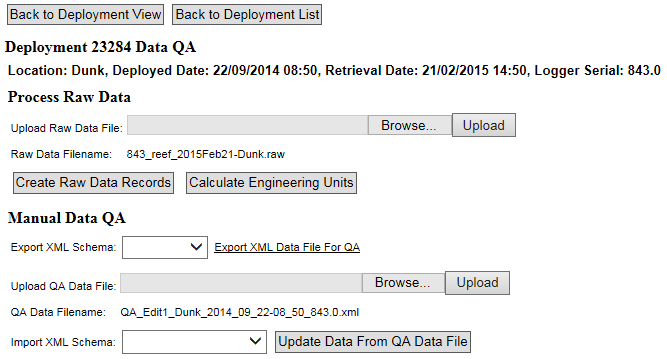 Back to Deployment View Back to Deployment List
Deployment 23284 Data QA
Location: Dunk, Deployed Date: 22/09/2014 08:50, Retrieval Date: 21/02/2015 14:50, Logger Serial: 843.0
Process Raw Data
Upload Raw Data File: Browse... Upload
Raw Data Filename: 843_reef_2015Feb21-Dunk.raw
Create Raw Data Records Calculate Engineering Units
Manual Data QA
Export XML Schema: Export XML Data File For QA
Upload QA Data File: Browse... Upload
QA Data Filename: QA_Edit1_Dunk_2014_09_22-08_50_843.0.xml
Import XML Schema: Update Data From QA Data File